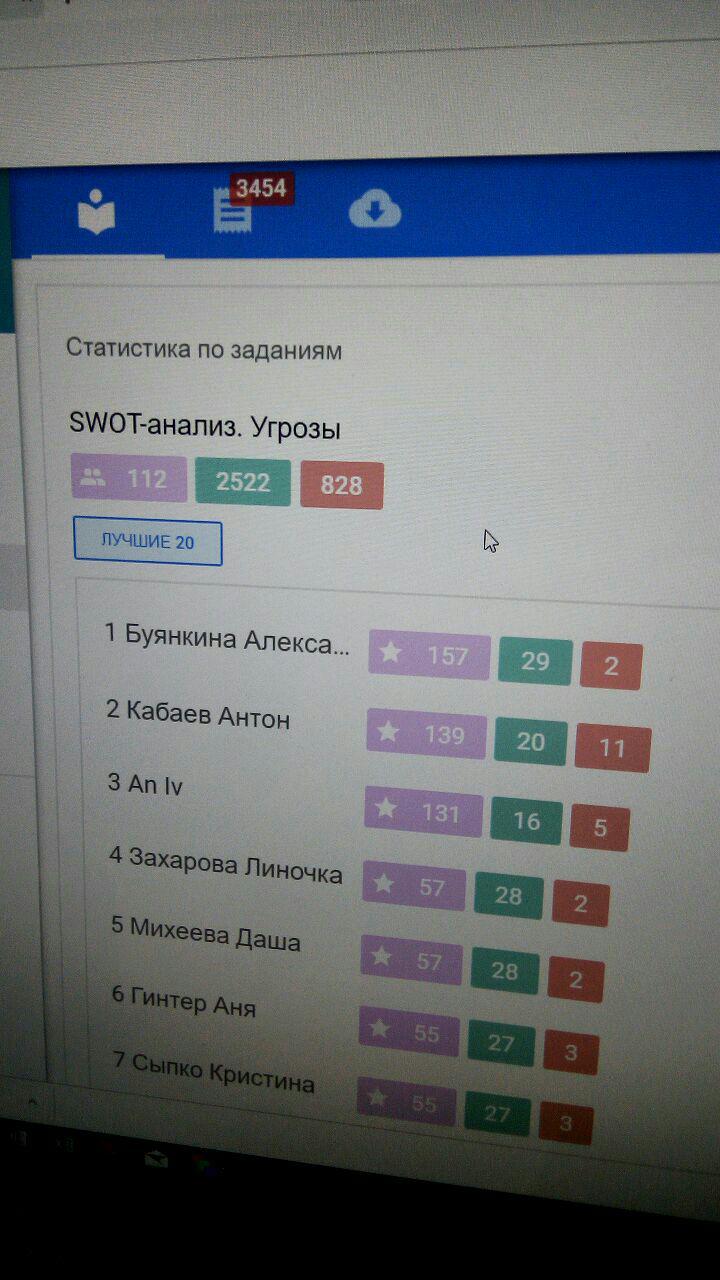 3454
Статистика по заданиям
SWOT-анализ. Угрозы
112 2522 828
ЛУЧШИЕ 20
1 Буянкина Алекса... 157 29 2
2 Кабаев Антон 139 20 11
3 An Iv 131 16 5
4 Захарова Линочка 57 28 2
5 Михеева Даша 57 28 2
6 Гинтер Аня 55 27 3
7 Сыпко Кристина 55 27 3